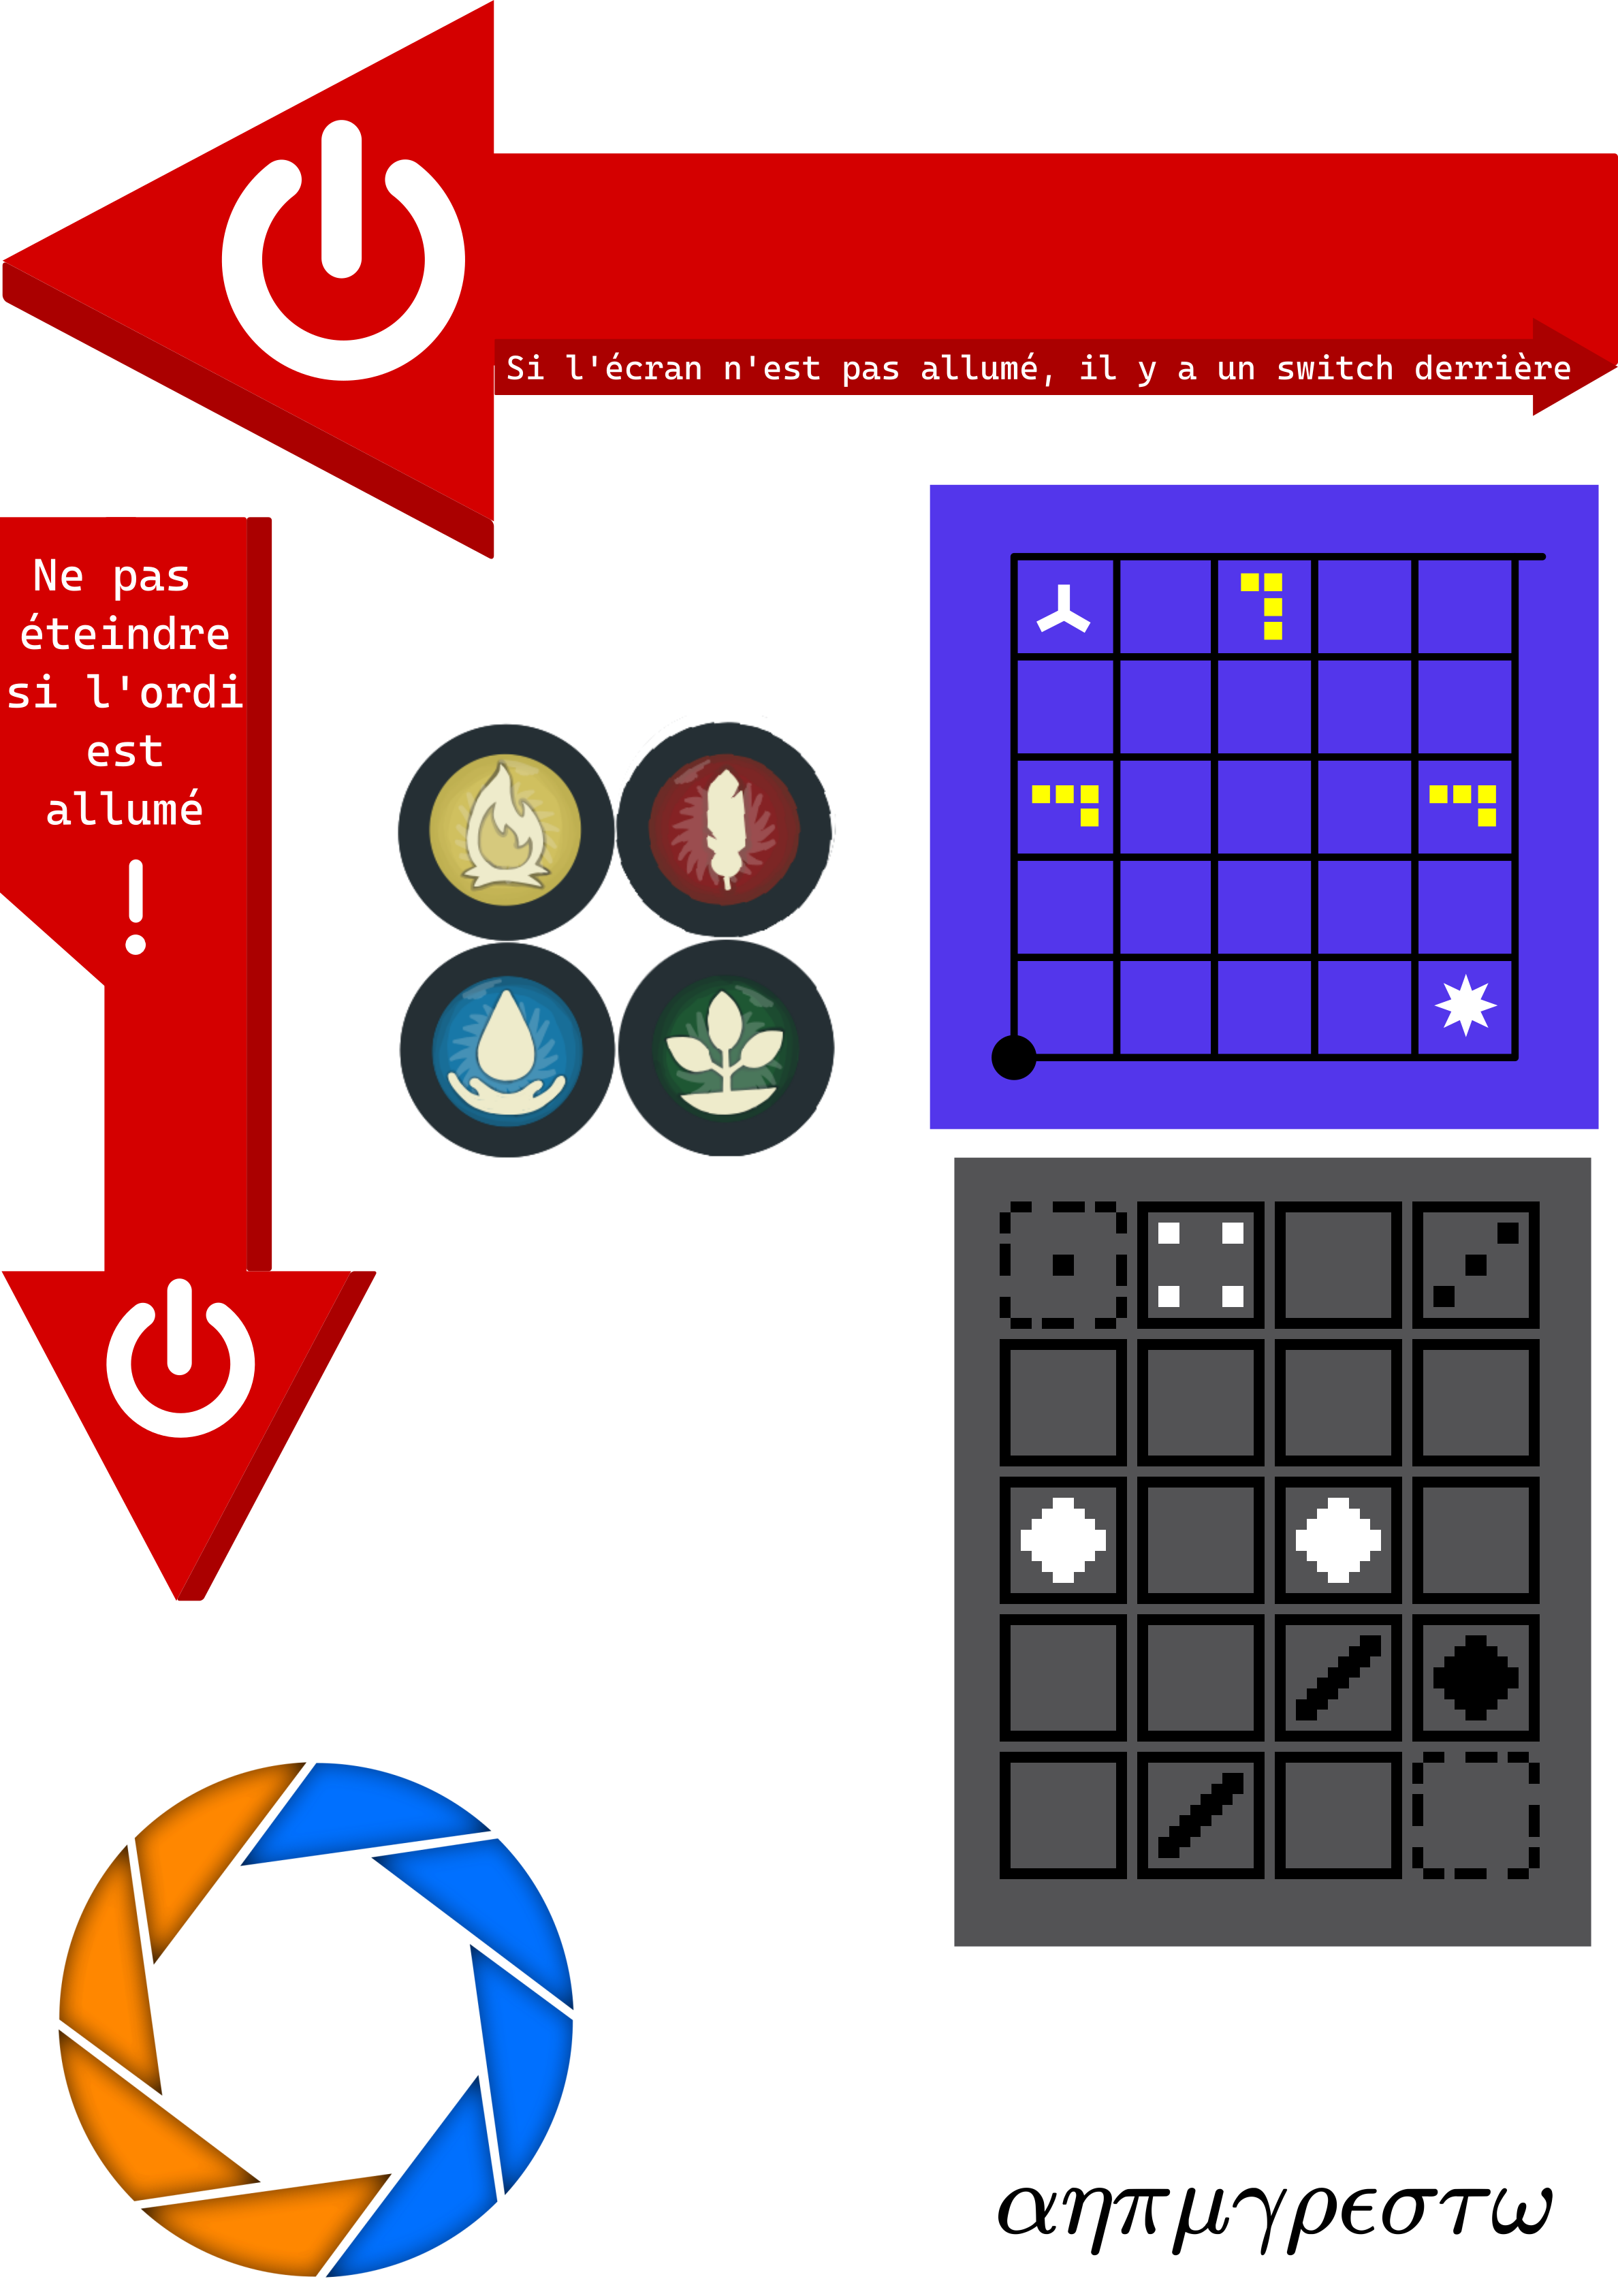 Si l'écran n'est pas allumé, il y a un switch derrière
Ne pas
éteindre
si l'ordi
est
allumé
!
αηπμγρεστω